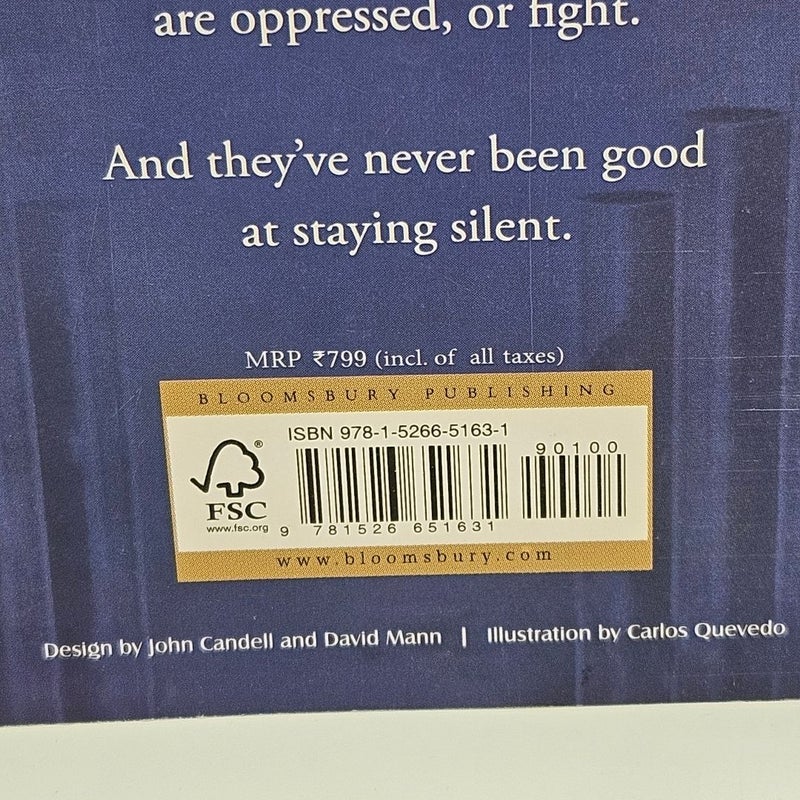 are oppressed, or fight.
And they've never been good
at staying silent.
MRP ₹799 (incl. of all taxes)
BLOOMSBURY PUBLISHING
ISBN 978-1-5266-5163-1
90100
FSC®
www.fsc.org
9 781526 651631
www.bloomsbury.com
Design by John Candell and David Mann | Illustration by Carlos Quevedo